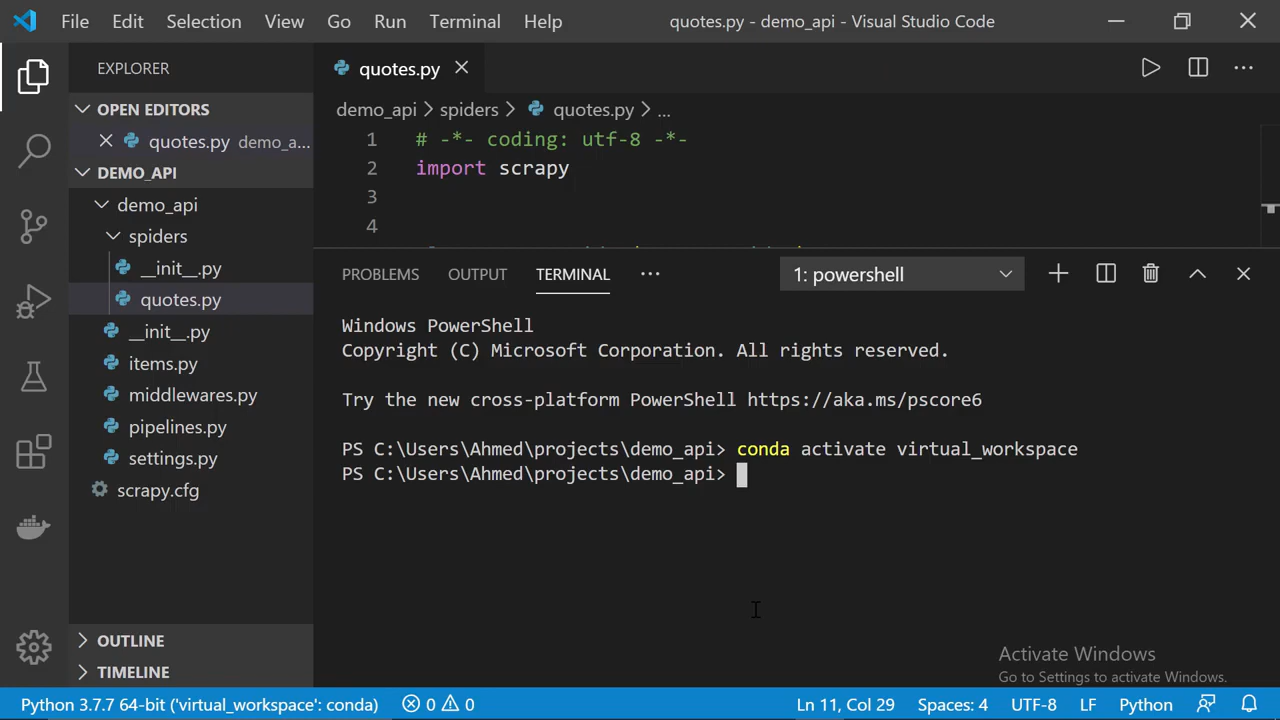 File Edit Selection View Go Run Terminal Help quotes.py - demo_api - Visual Studio Code
EXPLORER
OPEN EDITORS
quotes.py demo_a...
DEMO_API
demo_api
spiders
__init__.py
quotes.py
__init__.py
items.py
middlewares.py
pipelines.py
settings.py
scrapy.cfg
OUTLINE
TIMELINE
quotes.py
demo_api > spiders > quotes.py > ...
1 # -*- coding: utf-8 -*-
2 import scrapy
3
4
PROBLEMS OUTPUT TERMINAL ... 1: powershell
Windows PowerShell
Copyright (C) Microsoft Corporation. All rights reserved.
Try the new cross-platform PowerShell https://aka.ms/pscore6
PS C:\Users\Ahmed\projects\demo_api> conda activate virtual_workspace
PS C:\Users\Ahmed\projects\demo_api>
Activate Windows
Go to Settings to activate Windows.
Python 3.7.7 64-bit ('virtual_workspace': conda) 0 0 Ln 11, Col 29 Spaces: 4 UTF-8 LF Python